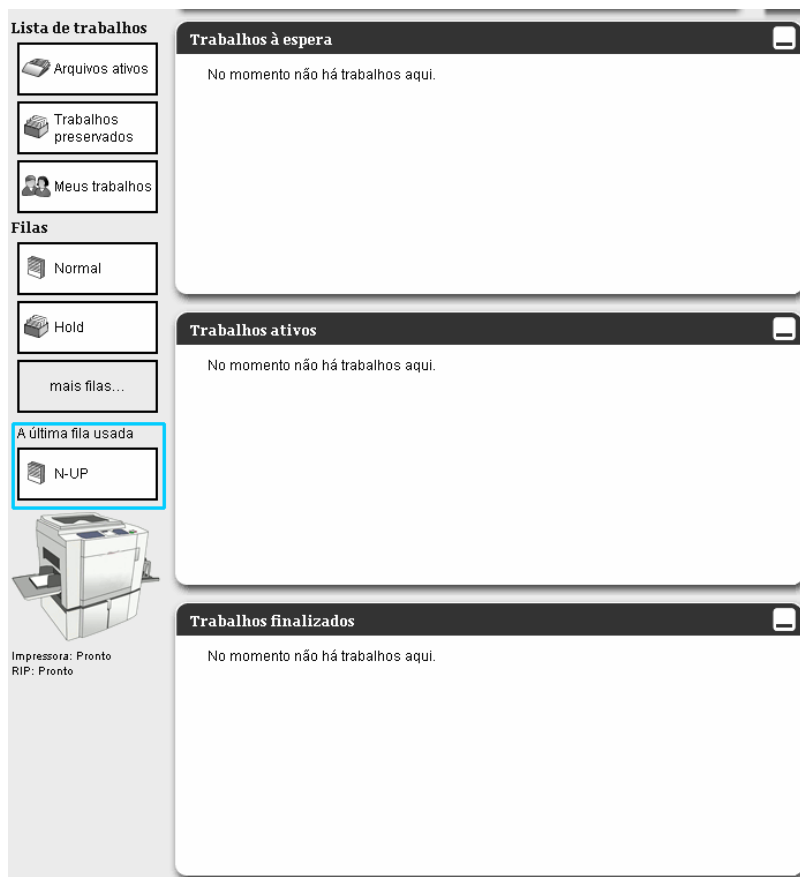 Lista de trabalhos
Arquivos ativos
Trabalhos
preservados
Meus trabalhos
Filas
Normal
Hold
mais filas...
A última fila usada
N-UP
Impressora: Pronto
RIP: Pronto
Trabalhos à espera
No momento não há trabalhos aqui.
Trabalhos ativos
No momento não há trabalhos aqui.
Trabalhos finalizados
No momento não há trabalhos aqui.